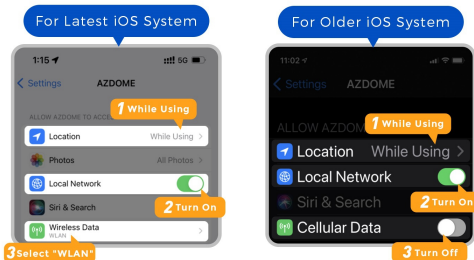 For Latest iOS System
1:15
5G
Settings
AZDOME
ALLOW AZDOME TO ACCE
1 While Using
Location
While Using
Photos
All Photos
Local Network
2 Turn On
Siri & Search
Wireless Data
WLAN
3 Select "WLAN"
For Older iOS System
11:02
Settings
AZDOME
ALLOW AZDOM
1 While Using
Location
While Using
Local Network
2 Turn On
Siri & Search
Cellular Data
3 Turn Off